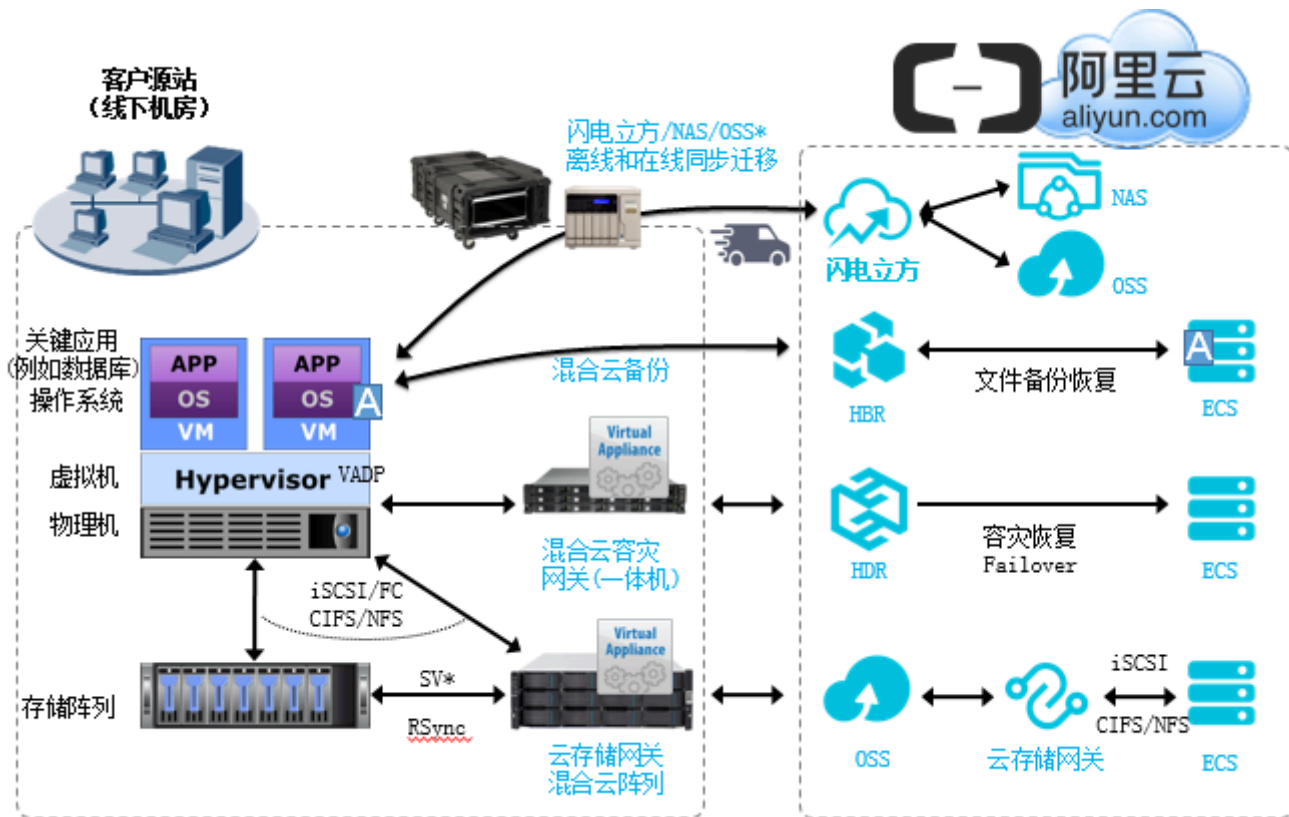 客户源站
(线下机房)
闪电立方/NAS/OSS*
离线和在线同步迁移
阿里云
aliyun.com
NAS
闪电立方
OSS
关键应用
(例如数据库)
操作系统
APP
OS
VM
APP
OS
A
VM
混合云备份
HBR
文件备份恢复
A
ECS
虚拟机
物理机
Hypervisor
VADP
Virtual
Appliance
混合云容灾
网关(一体机)
HDR
容灾恢复
Failover
ECS
iSCSI/FC
CIFS/NFS
存储阵列
SV*
RSync
Virtual
Appliance
云存储网关
混合云阵列
OSS
云存储网关
iSCSI
CIFS/NFS
ECS